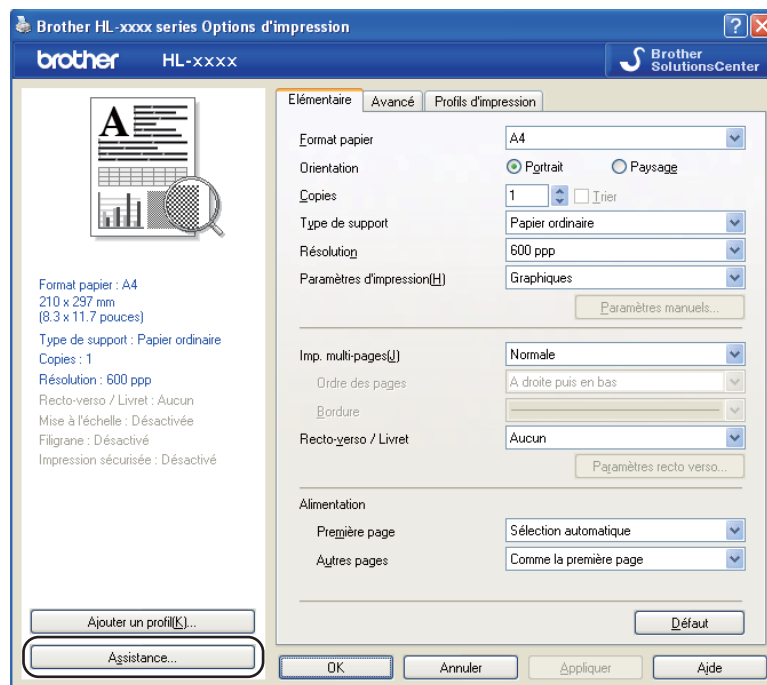 Brother HL-xxxx series Options d'impression
brother HL-xxxx
Brother
SolutionsCenter
A
Format papier : A4
210 x 297 mm
(8.3 x 11.7 pouces)
Type de support : Papier ordinaire
Copies : 1
Résolution : 600 ppp
Recto-verso / Livret : Aucun
Mise à l'échelle : Désactivée
Filigrane : Désactivé
Impression sécurisée : Désactivé
Ajouter un profil(K)...
Assistance...
Elémentaire Avancé Profils d'impression
Format papier A4
Orientation Portrait Paysage
Copies 1 Trier
Type de support Papier ordinaire
Résolution 600 ppp
Paramètres d'impression(H) Graphiques
Paramètres manuels...
Imp. multi-pages(J) Normale
Ordre des pages A droite puis en bas
Bordure
Recto-verso / Livret Aucun
Paramètres recto verso...
Alimentation
Première page Sélection automatique
Autres pages Comme la première page
Défaut
OK Annuler Appliquer Aide